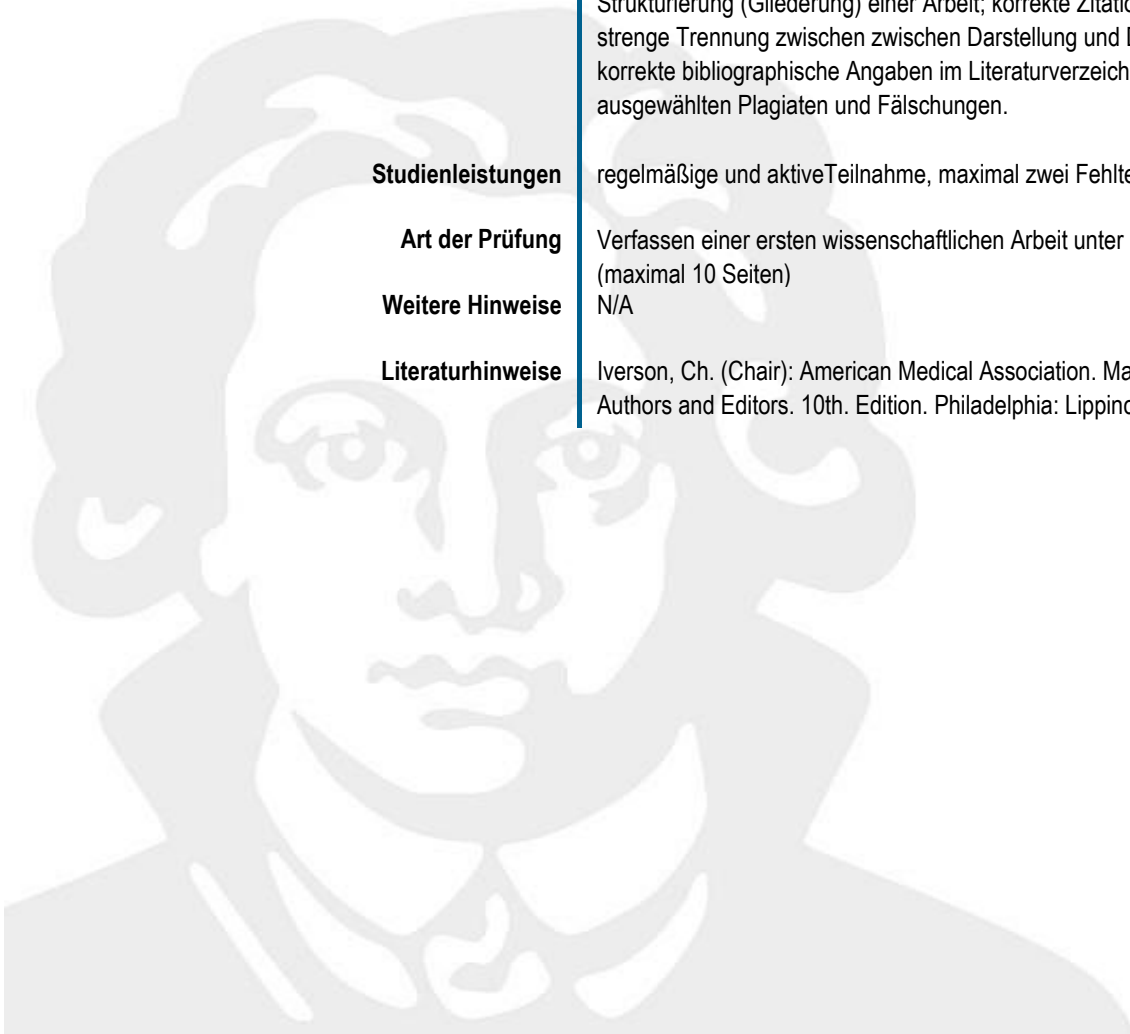 Strukturierung (Gliederung) einer Arbeit; korrekte
strenge Trennung zwischen zwischen Darstellung und
korrekte bibliographische Angaben im
ausgewählten Plagiaten und Fälschungen.
Studienleistungen regelmäßige und aktiveTeilnahme, maximal zwei
Art der Prüfung Verfassen einer ersten wissenschaftlichen Arbeit unter
(maximal 10 Seiten)
Weitere Hinweise N/A
Literaturhinweise Iverson, Ch. (Chair): American Medical Association.
Authors and Editors. 10th. Edition. Philadelphia: